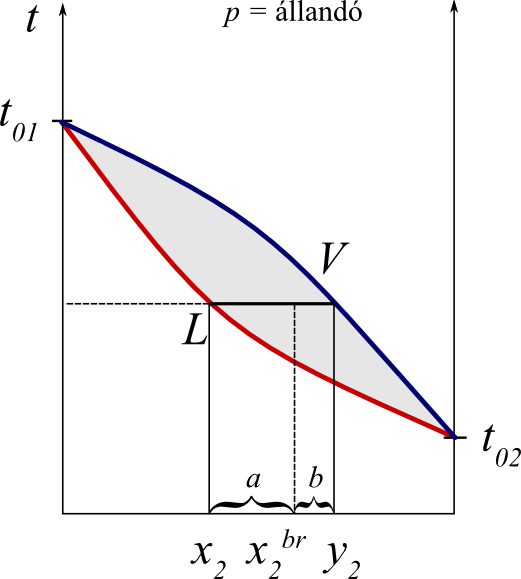 t
p = állandó
t01
V
L
t02
a
b
x2
x2br
y2